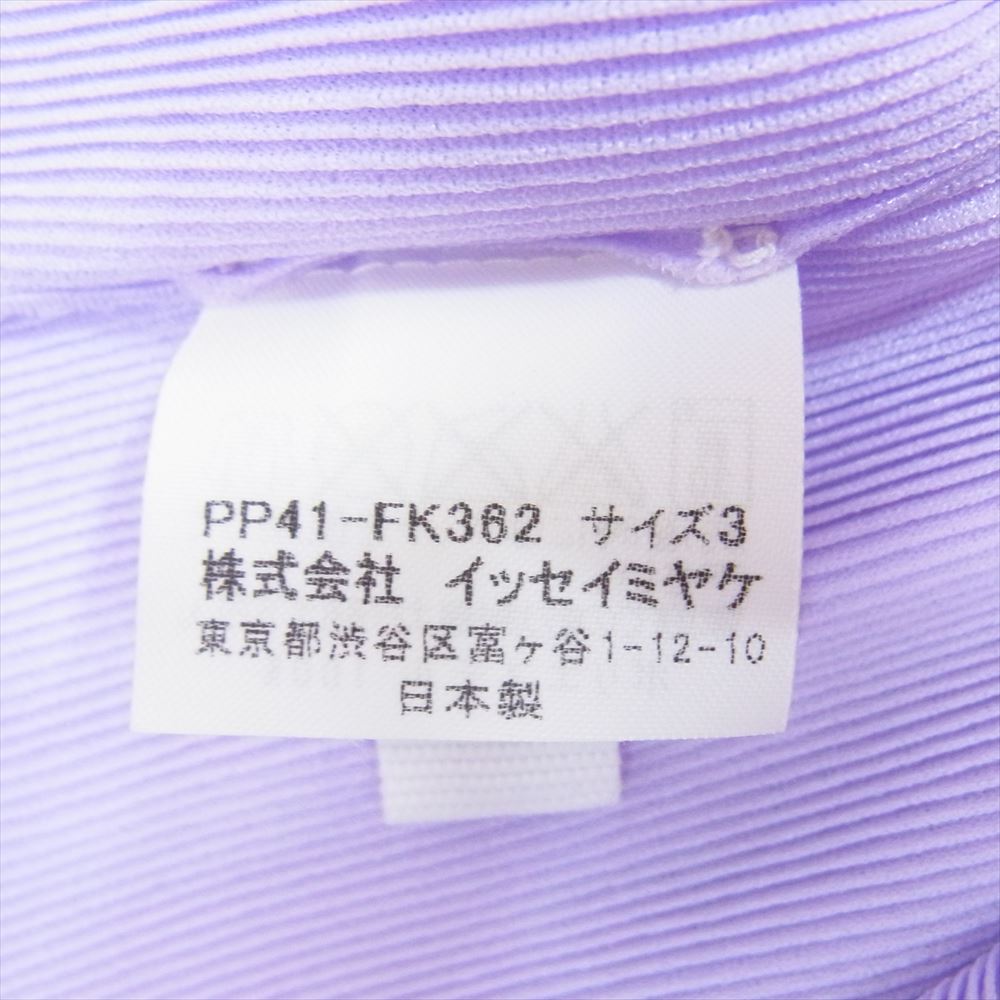 PP41-FK362 サイズ3
株式会社 イッセイミヤケ
東京都渋谷区富ヶ谷1-12-10
日本製